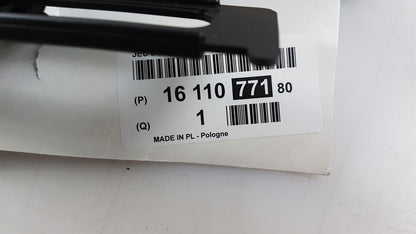 (P) 16 110 771 80
(Q) 1
MADE IN PL - Pologne